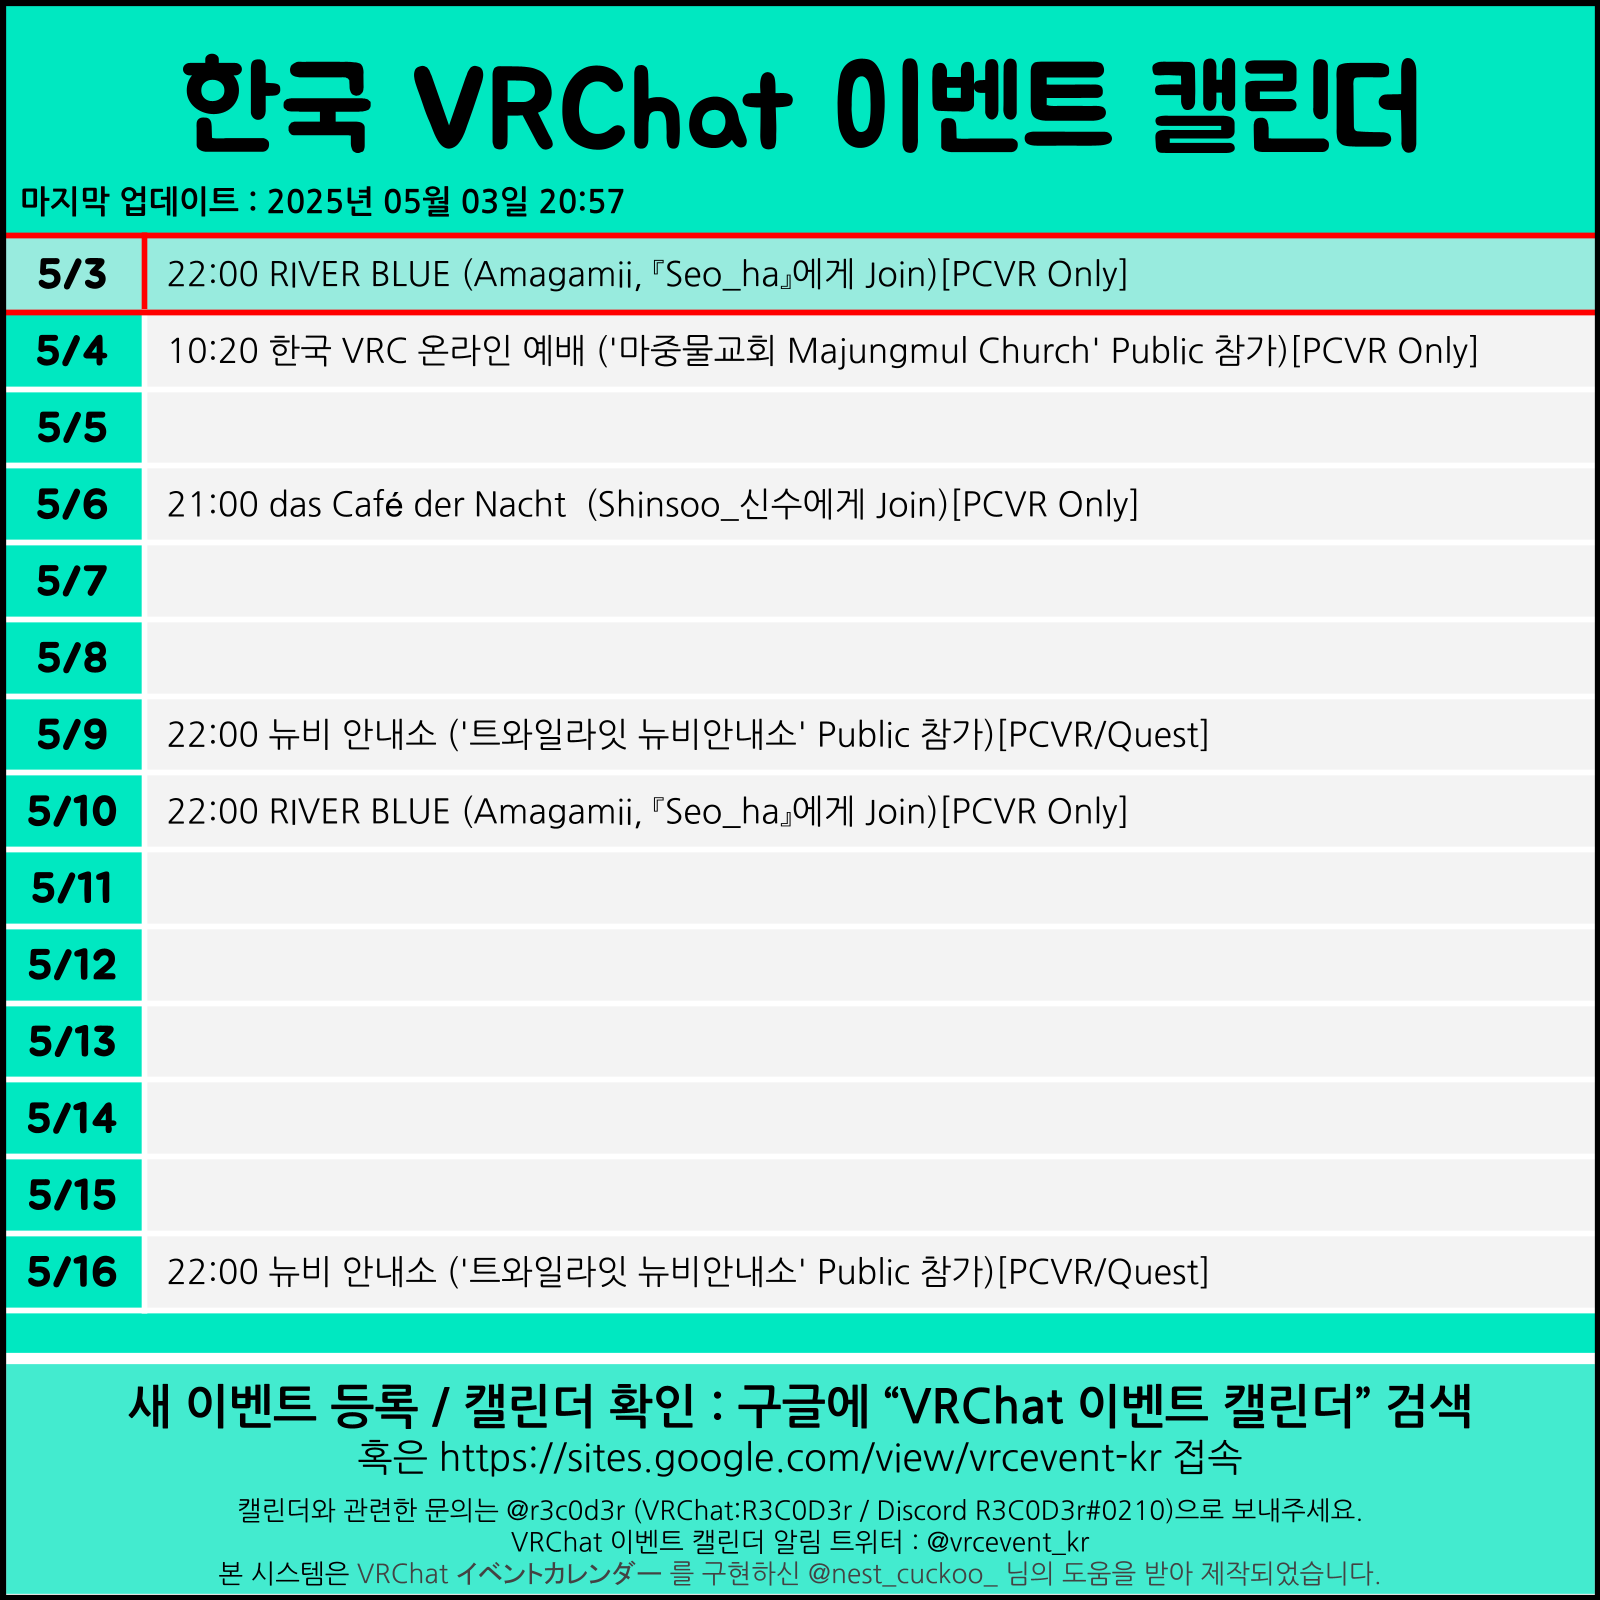 한국 VRChat 이벤트 캘린더
마지막 업데이트 : 2025년 05월 03일 20:57
5/3 22:00 RIVER BLUE (Amagamii,『Seo_ha』에게 Join)[PCVR Only]
5/4 10:20 한국 VRC 온라인 예배 ('마중물교회 Majungmul Church' Public 참가)[PCVR Only]
5/5
5/6 21:00 das Café der Nacht  (Shinsoo_신수에게 Join)[PCVR Only]
5/7
5/8
5/9 22:00 뉴비 안내소 ('트와일라잇 뉴비안내소' Public 참가)[PCVR/Quest]
5/10 22:00 RIVER BLUE (Amagamii,『Seo_ha』에게 Join)[PCVR Only]
5/11
5/12
5/13
5/14
5/15
5/16 22:00 뉴비 안내소 ('트와일라잇 뉴비안내소' Public 참가)[PCVR/Quest]
새 이벤트 등록 / 캘린더 확인 : 구글에 “VRChat 이벤트 캘린더” 검색
혹은 https://sites.google.com/view/vrcevent-kr 접속
캘린더와 관련한 문의는 @r3c0d3r (VRChat:R3C0D3r / Discord R3C0D3r#0210)으로 보내주세요.
VRChat 이벤트 캘린더 알림 트위터 : @vrcevent_kr
본 시스템은 VRChat イベントカレンダー 를 구현하신 @nest_cuckoo_ 님의 도움을 받아 제작되었습니다.